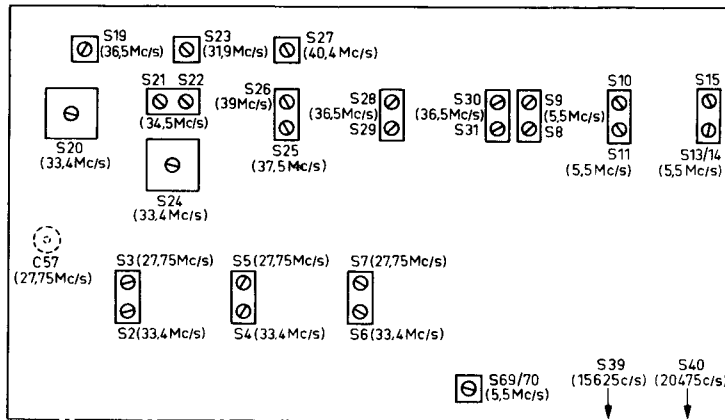 S19
(36,5Mc/s)
S23
(31,9Mc/s)
S27
(40,4Mc/s)
S21 S22
(34,5Mc/s)
S26
(39Mc/s)
S25
(37,5Mc/s)
S28
(36,5Mc/s)
S29
S30
(36,5Mc/s)
S31
S9
(5,5Mc/s)
S8
S10
S11
(5,5Mc/s)
S15
S13/14
(5,5Mc/s)
S20
(33,4Mc/s)
S24
(33,4Mc/s)
C57
(27,75Mc/s)
S3 (27,75Mc/s)
S2 (33,4Mc/s)
S5 (27,75Mc/s)
S4 (33,4Mc/s)
S7 (27,75Mc/s)
S6 (33,4Mc/s)
S69/70
(5,5Mc/s)
S39
(15625c/s)
S40
(20475c/s)